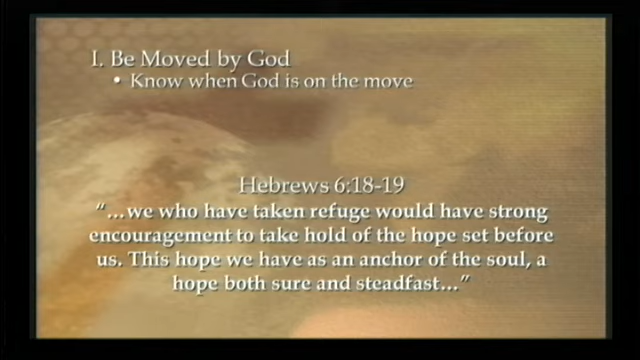 I. Be Moved by God
• Know when God is on the move
Hebrews 6:18-19
“...we who have taken refuge would have strong
encouragement to take hold of the hope set before
us. This hope we have as an anchor of the soul, a
hope both sure and steadfast...”